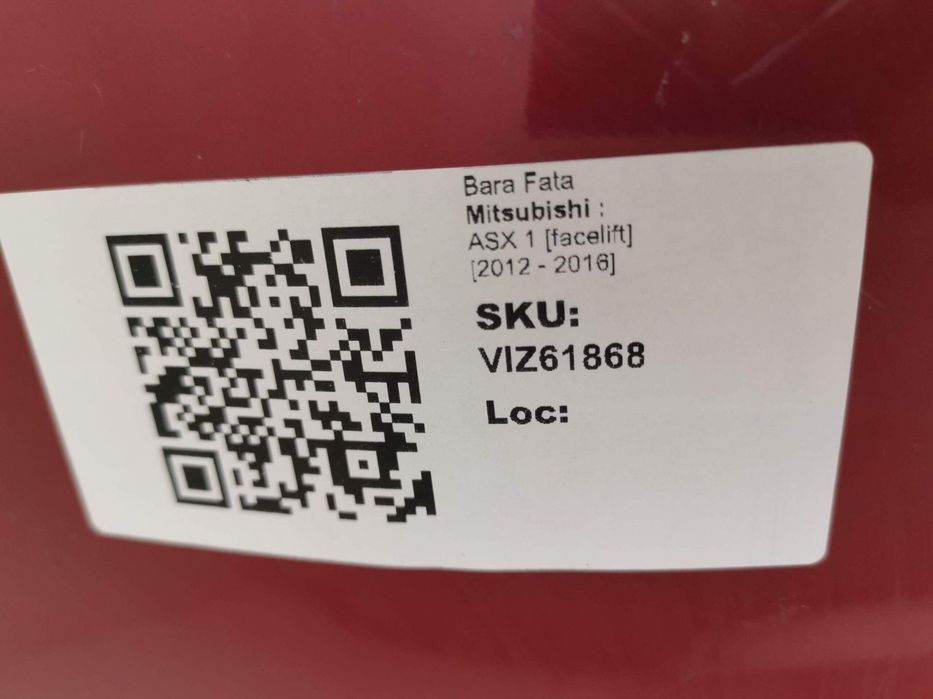 Bara Fata
Mitsubishi :
ASX 1 [facelift]
[2012 - 2016]
SKU:
VIZ61868
Loc: